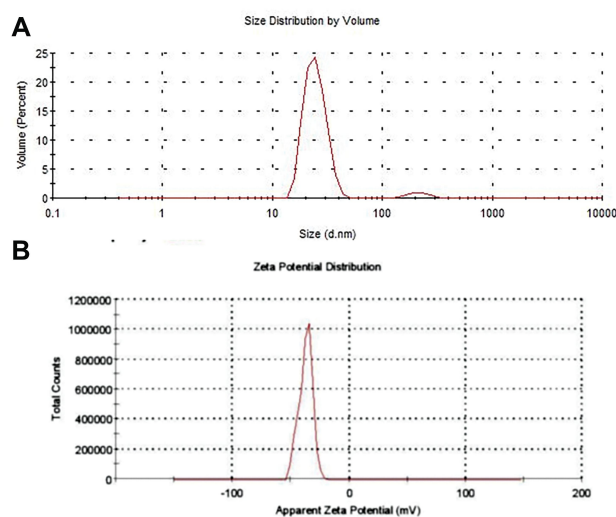 A
Size Distribution by Volume
Volume (Percent)
25
20
15
10
5
0
0.1 1 10 100 1000 10000
Size (d.nm)
B
Zeta Potential Distribution
Total Counts
1200000
1000000
800000
600000
400000
200000
0
-100 0 100 200
Apparent Zeta Potential (mV)